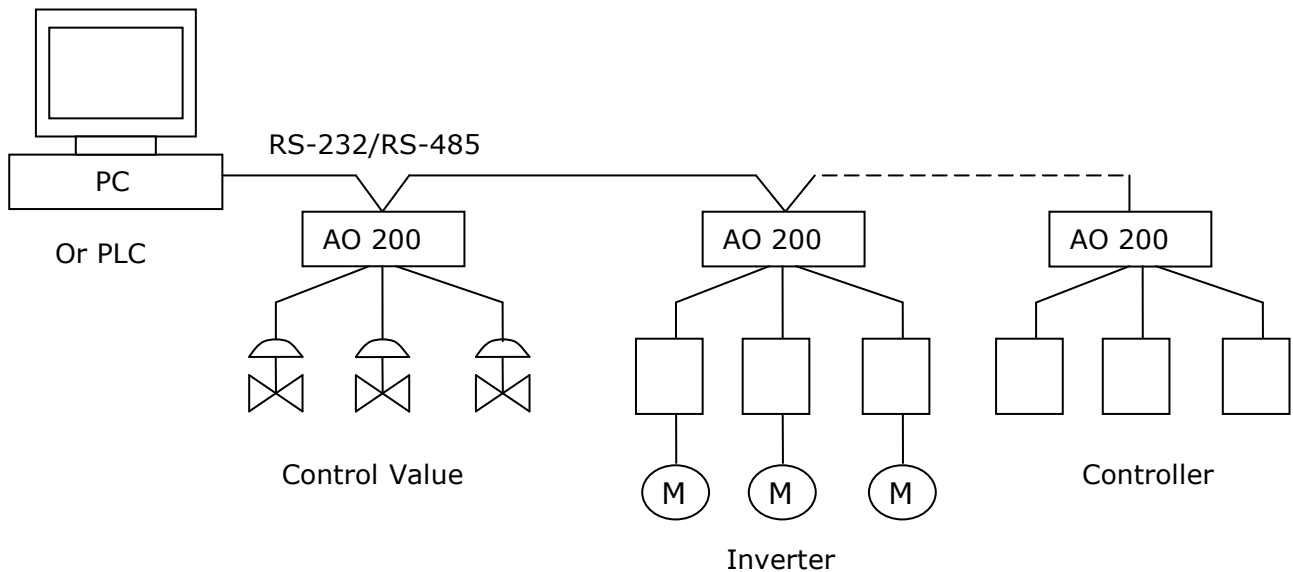 RS-232/RS-485
PC
Or PLC
AO 200
AO 200
AO 200
Control Value
M
M
M
Controller
Inverter